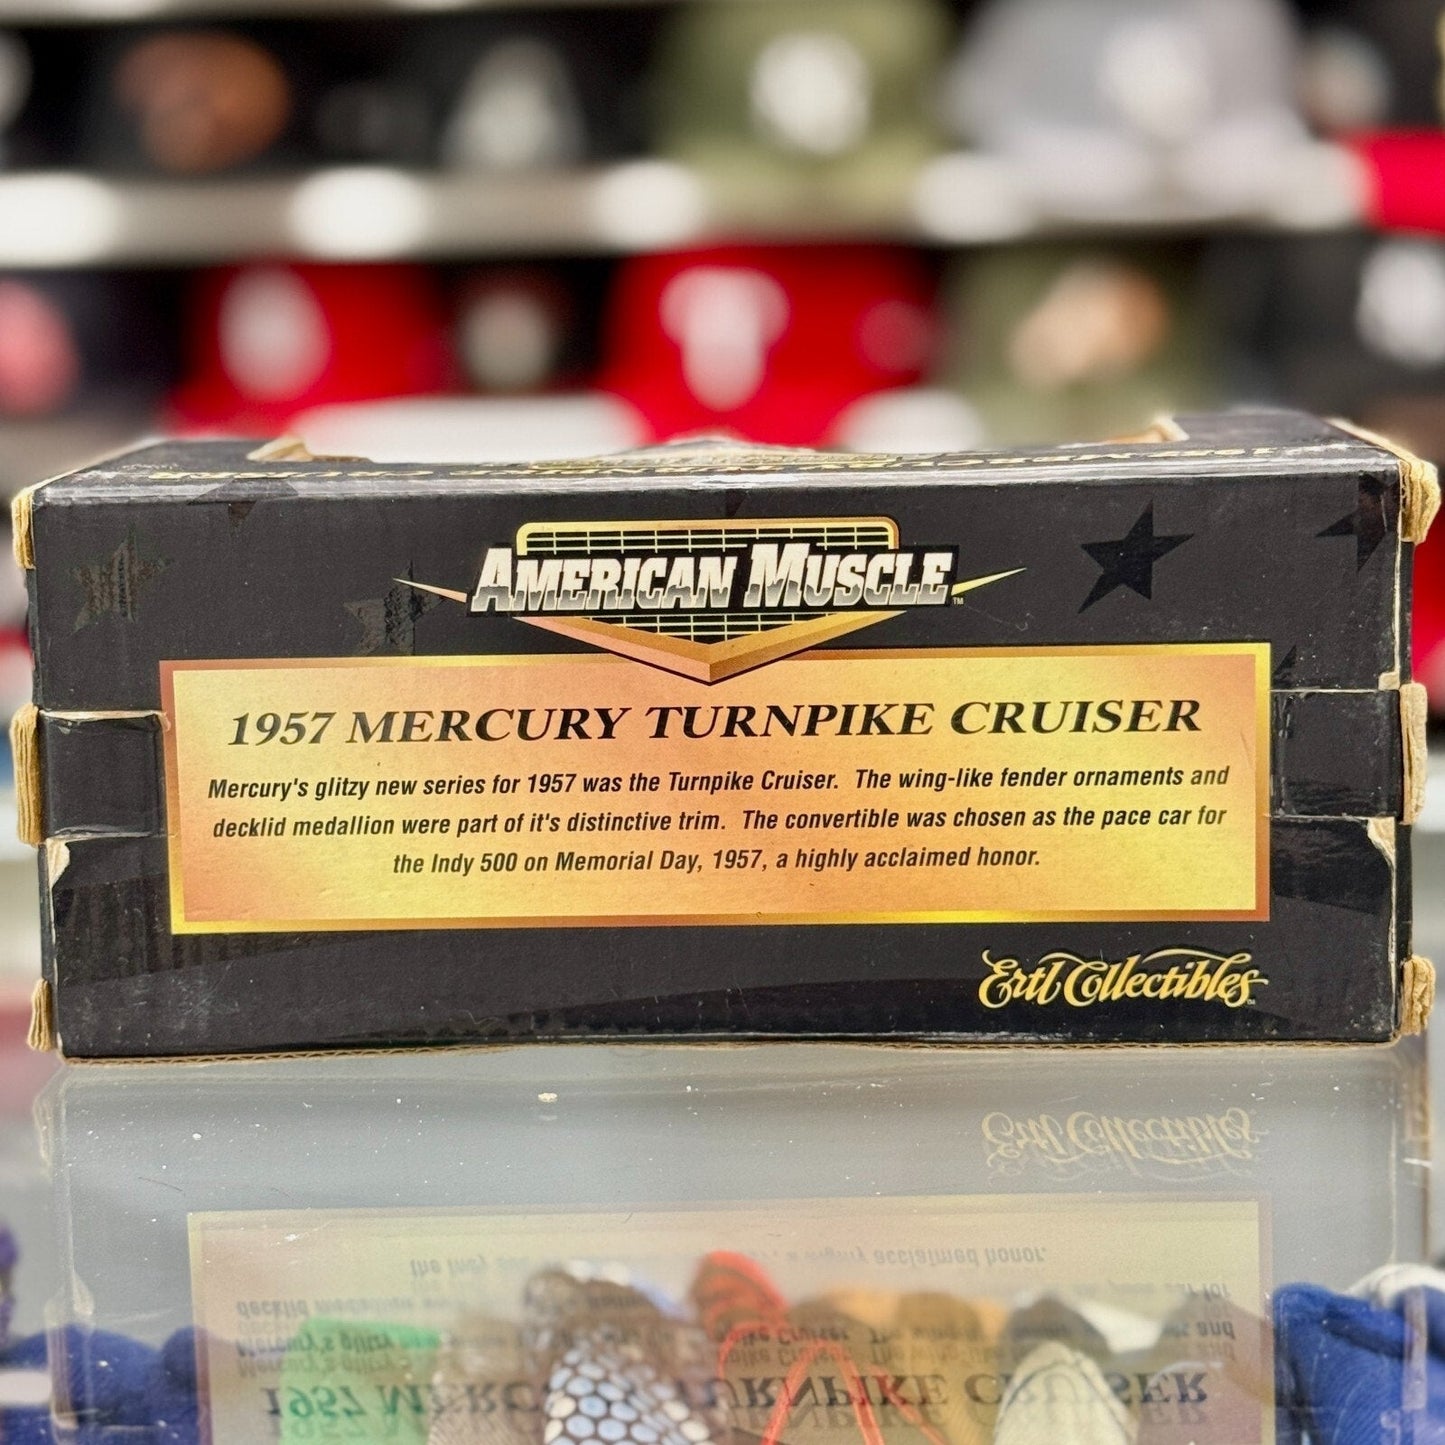 AMERICAN MUSCLE™
1957 MERCURY TURNPIKE CRUISER
Mercury's glitzy new series for 1957 was the Turnpike Cruiser. The wing-like fender ornaments and
decklid medallion were part of it's distinctive trim. The convertible was chosen as the pace car for
the Indy 500 on Memorial Day, 1957, a highly acclaimed honor.
Ertl Collectibles